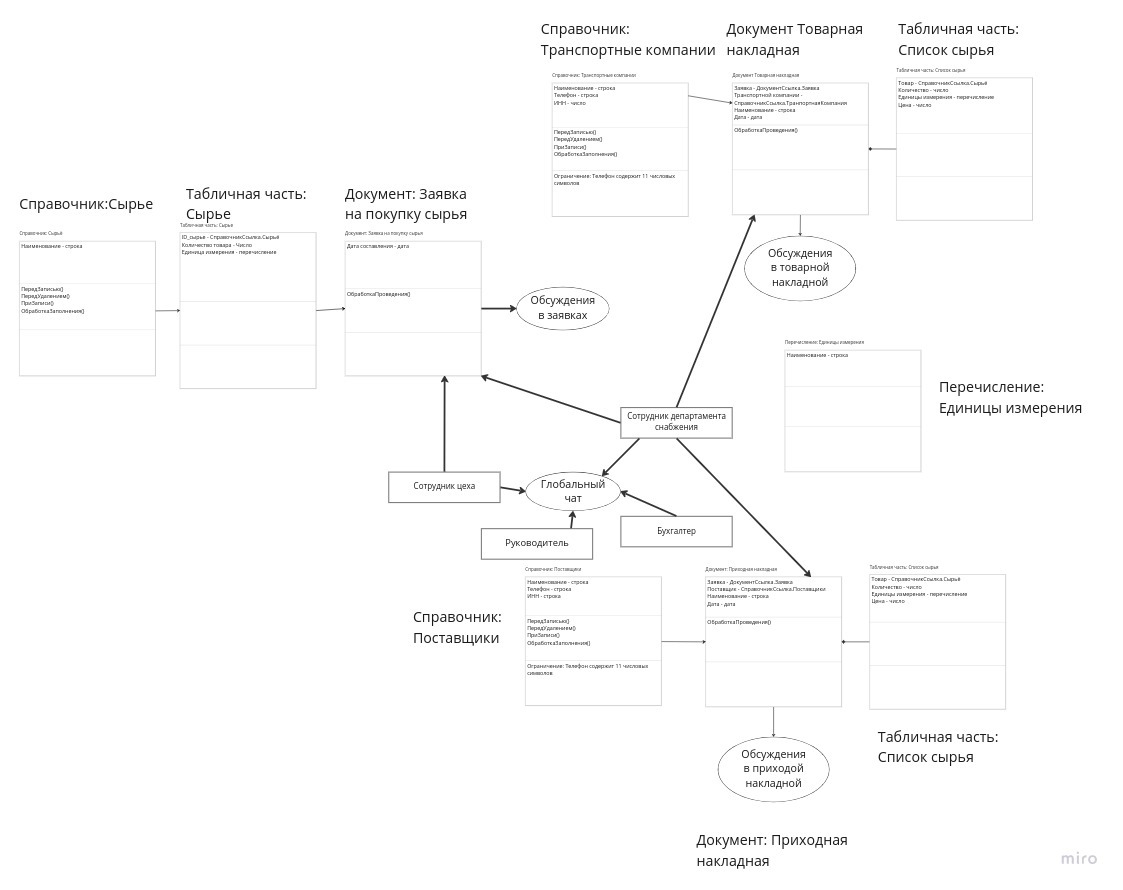 Справочник:
Транспортные компании
Документ Товарная
накладная
Табличная часть:
Список сырья
Справочник: Транспортные компании
Наименование - строка
Телефон - строка
ИНН - число
ПередЗаписью()
ПередУдалением()
ПриЗаписи()
ОбработкаЗаполнения()
Ограничение: Телефон содержит 11 числовых
символов
Документ Товарная накладная
Заявка - ДокументСсылка.Заявка
Транспортной компании -
СправочникСсылка.ТранпортнаяКомпания
Наименование - строка
Дата - дата
ОбработкаПроведения()
Табличная часть: Список сырья
Товар - СправочникСсылка.Сырьё
Количество - число
Единицы измерения - перечисление
Цена - число
Обсуждения
в товарной
накладной
Справочник:Сырье
Табличная часть:
Сырье
Документ: Заявка
на покупку сырья
Справочник: Сырьё
Наименование - строка
ПередЗаписью()
ПередУдалением()
ПриЗаписи()
ОбработкаЗаполнения()
Табличная часть: Сырье
ID_сырья - СправочникСсылка.Сырьё
Количество товара - Число
Единица измерения - перечисление
Документ: Заявка на покупку сырья
Дата составления - дата
ОбработкаПроведения()
Обсуждения
в заявках
Перечисление: Единицы измерения
Наименование - строка
Перечисление:
Единицы измерения
Сотрудник департамента
снабжения
Сотрудник цеха
Глобальный
чат
Руководитель
Бухгалтер
Справочник:
Поставщики
Справочник: Поставщики
Наименование - строка
Телефон - строка
ИНН - строка
ПередЗаписью()
ПередУдалением()
ПриЗаписи()
ОбработкаЗаполнения()
Ограничение: Телефон содержит 11 числовых
символов
Документ: Приходная накладная
Заявка - ДокументСсылка.Заявка
Поставщик - СправочникСсылка.Поставщики
Наименование - строка
Дата - дата
ОбработкаПроведения()
Табличная часть: Список сырья
Товар - СправочникСсылка.Сырьё
Количество - число
Единицы измерения - перечисление
Цена - число
Табличная часть:
Список сырья
Обсуждения
в приходой
накладной
Документ: Приходная
накладная
miro